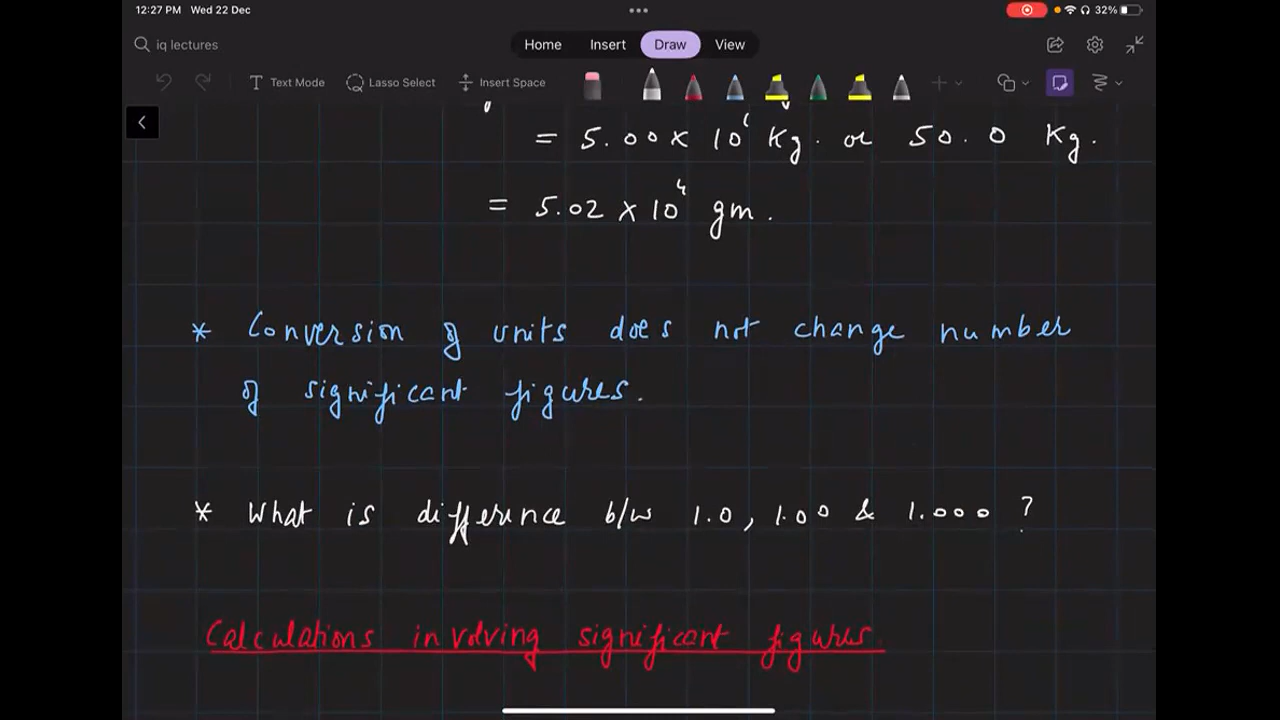 12:27 PM Wed 22 Dec
32%
iq lectures
Home Insert Draw View
Text Mode Lasso Select Insert Space
= 5.00 x 10¹ Kg. or 50.0 Kg.
= 5.02 x 10⁴ gm.
* Conversion of units does not change number
of significant figures.
* What is difference b/w 1.0, 1.00 & 1.000 ?
Calculations involving significant figures.